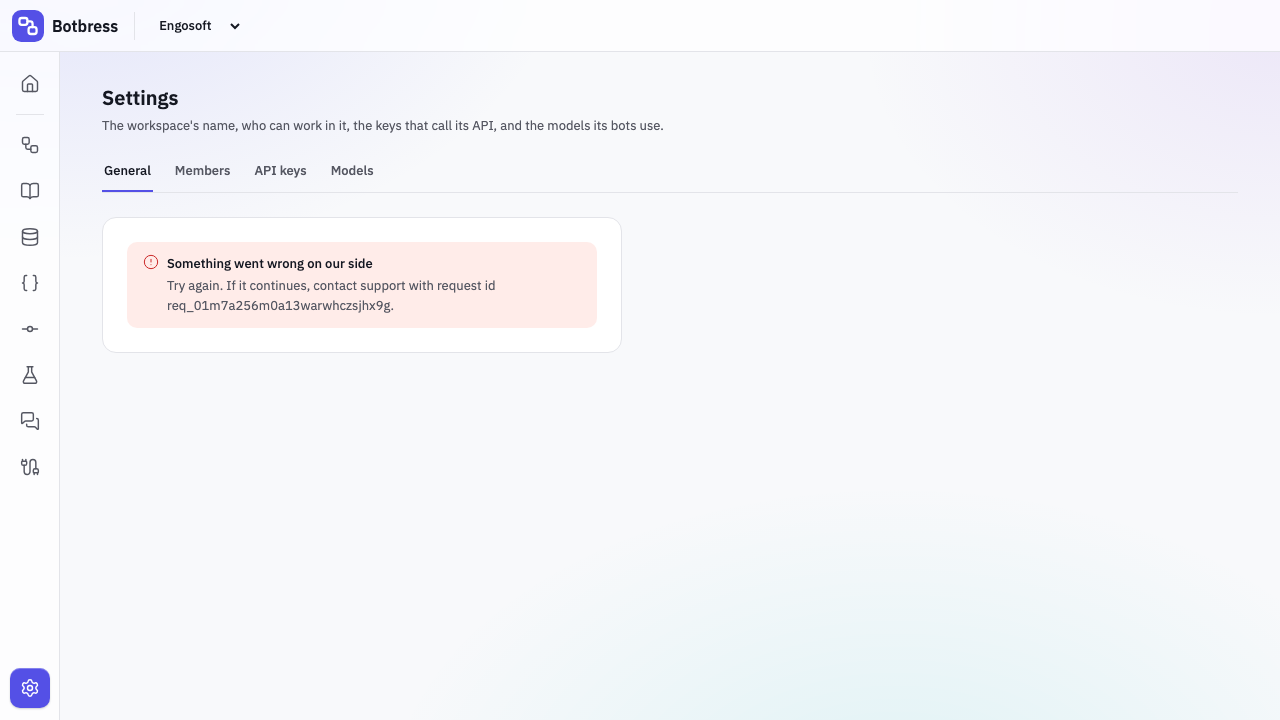 Botbress
Engosoft
Settings
The workspace's name, who can work in it, the keys that call its API, and the models its bots use.
General
Members
API keys
Models
Something went wrong on our side
Try again. If it continues, contact support with request id
req_01m7a256m0a13warwhczsjhx9g.